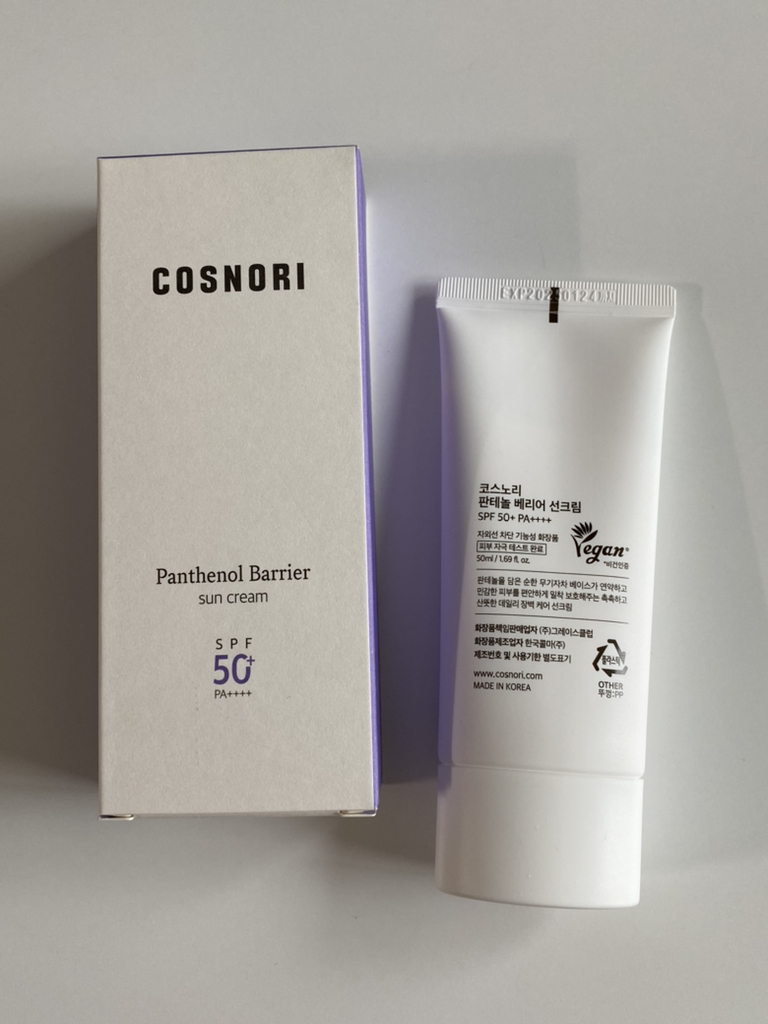 COSNORI
Panthenol Barrier
sun cream
SPF
50+
PA++++
코스노리
판테놀 베리어 선크림
SPF 50+ PA++++
자외선 차단 기능성 화장품
피부 자극 테스트 완료
50ml / 1.69 fl. oz.
Vegan
*비건인증
판테놀을 담은 순한 무기자차 베이스가 연약하고
민감한 피부를 편안하게 밀착 보호해주는 촉촉하고
산뜻한 데일리 장벽 케어 선크림
화장품책임판매업자 (주)그레이스클럽
화장품제조업자 한국콜마(주)
제조번호 및 사용기한 별도표기
www.cosnori.com
MADE IN KOREA
플라스틱
OTHER
뚜껑:PP